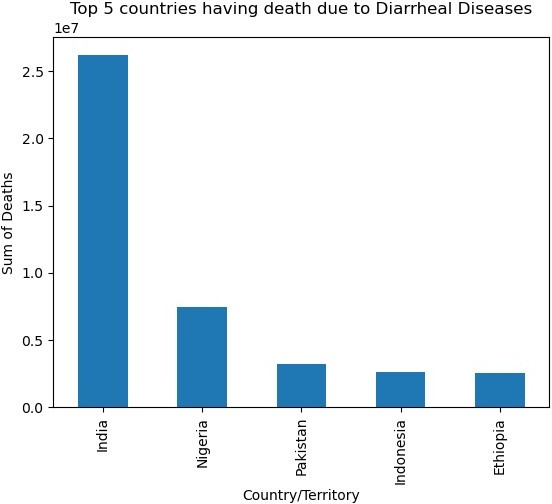 Top 5 countries having death due to Diarrheal Diseases
1e7
2.5
2.0
1.5
1.0
0.5
0.0
Sum of Deaths
India
Nigeria
Pakistan
Indonesia
Ethiopia
Country/Territory